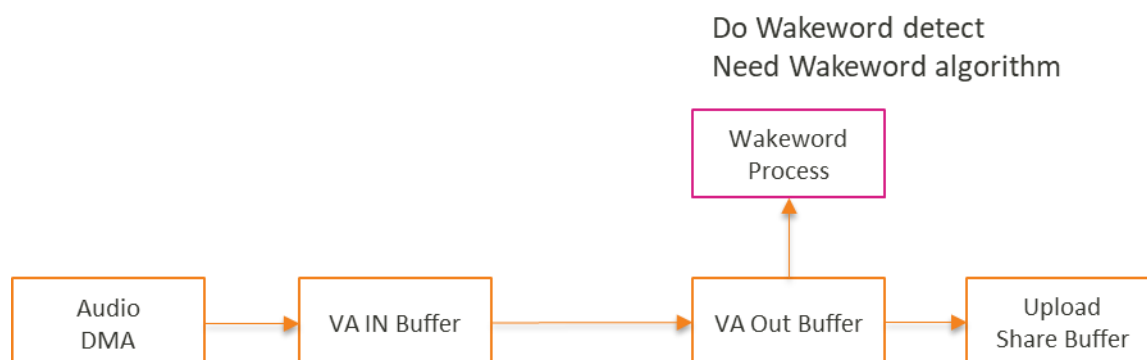 Do Wakeword detect
Need Wakeword algorithm
Wakeword
Process
Audio
DMA
VA IN Buffer
VA Out Buffer
Upload
Share Buffer